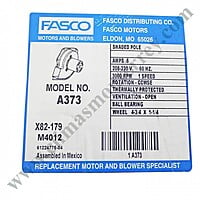 FASCO
MOTORS AND BLOWERS
FASCO DISTRIBUTING CO.
FASCO MOTORS
ELDON, MO 65026
SHADED POLE
MODEL NO.
A373
AMPS .6
208-230 V. 60 HZ.
3000 RPM 1 SPEED
ROTATION - CCWSE
THERMALLY PROTECTED
VENTILATION - OPEN
BALL BEARING
WHEEL 4-3/4 X 1-1/4
X82-179
M4012
Assembled in Mexico
1 A373
REPLACEMENT MOTOR AND BLOWER SPECIALIST